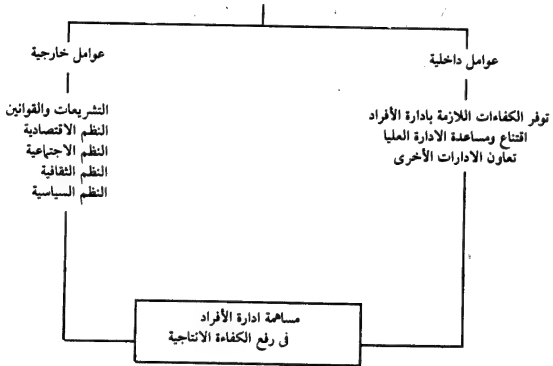 عوامل داخلية
توفر الكفاءات اللازمة بادارة الأفراد
اقتناع ومساعدة الادارة العليا
تعاون الادارات الأخرى
عوامل خارجية
التشريعات والقوانين
النظم الاقتصادية
النظم الاجتماعية
النظم الثقافية
النظم السياسية
مساهمة ادارة الأفراد
فى رفع الكفاءة الانتاجية